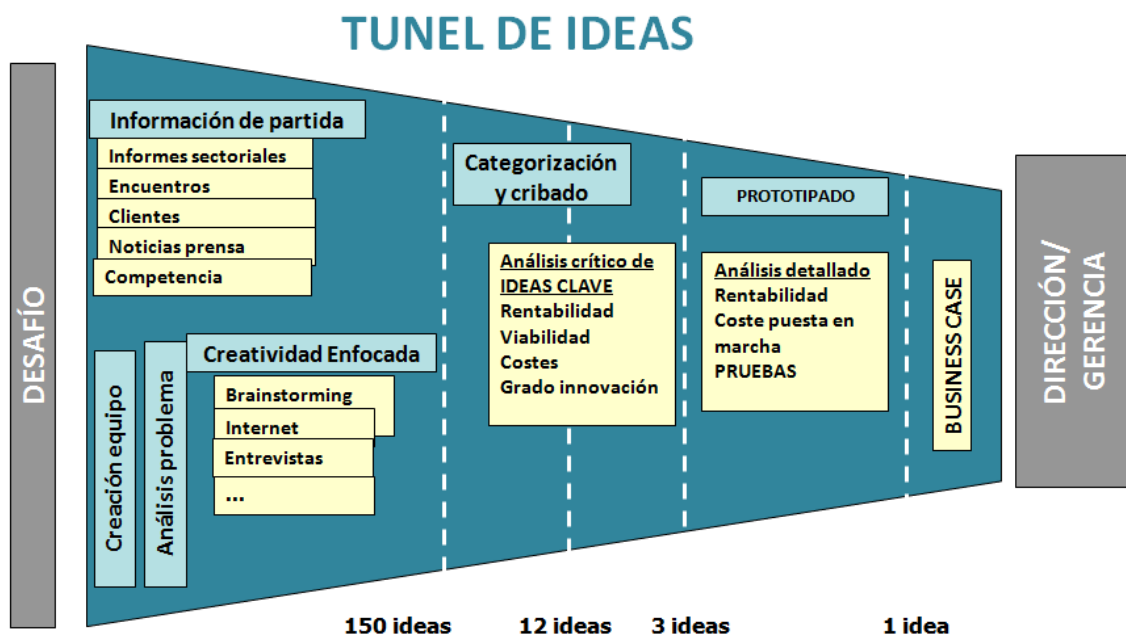 TUNEL DE IDEAS
DESAFÍO
Información de partida
Informes sectoriales
Encuentros
Clientes
Noticias prensa
Competencia
Creación equipo
Análisis problema
Creatividad Enfocada
Brainstorming
Internet
Entrevistas
...
Categorización
y cribado
Análisis crítico de
IDEAS CLAVE
Rentabilidad
Viabilidad
Costes
Grado innovación
PROTOTIPADO
Análisis detallado
Rentabilidad
Coste puesta en
marcha
PRUEBAS
BUSINESS CASE
DIRECCIÓN/
GERENCIA
150 ideas
12 ideas
3 ideas
1 idea